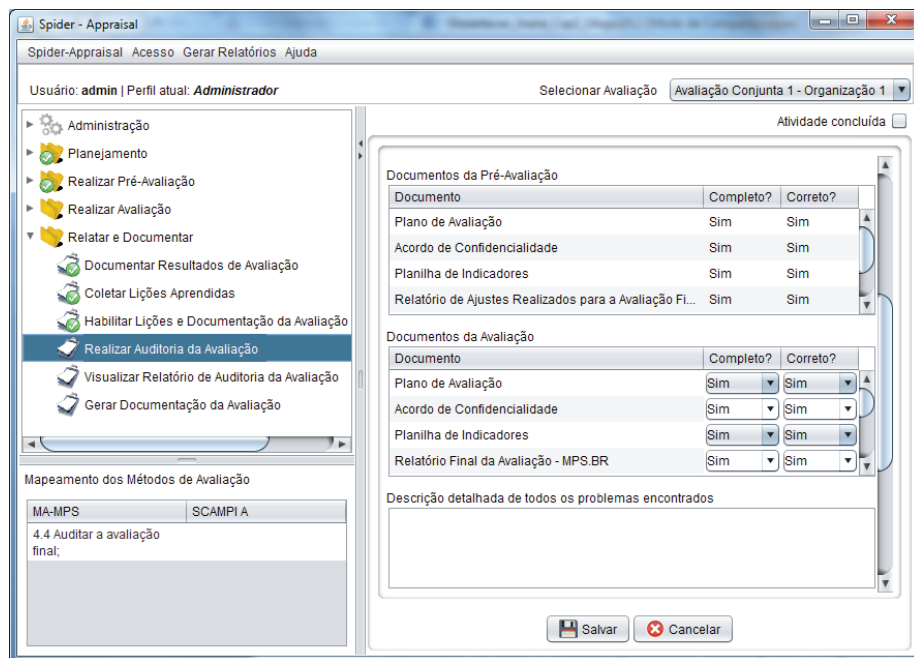 Spider - Appraisal
Spider-Appraisal Acesso Gerar Relatórios Ajuda
Usuário: admin | Perfil atual: Administrador
Selecionar Avaliação
Avaliação Conjunta 1 - Organização 1
Administração
Planejamento
Realizar Pré-Avaliação
Realizar Avaliação
Relatar e Documentar
Documentar Resultados de Avaliação
Coletar Lições Aprendidas
Habilitar Lições e Documentação da Avaliação
Realizar Auditoria da Avaliação
Visualizar Relatório de Auditoria da Avaliação
Gerar Documentação da Avaliação
Mapeamento dos Métodos de Avaliação
MA-MPS SCAMPI A
4.4 Auditar a avaliação
final;
Atividade concluída
Documentos da Pré-Avaliação
Documento Completo? Correto?
Plano de Avaliação Sim Sim
Acordo de Confidencialidade Sim Sim
Planilha de Indicadores Sim Sim
Relatório de Ajustes Realizados para a Avaliação Fi... Sim Sim
Documentos da Avaliação
Documento Completo? Correto?
Plano de Avaliação Sim Sim
Acordo de Confidencialidade Sim Sim
Planilha de Indicadores Sim Sim
Relatório Final da Avaliação - MPS.BR Sim Sim
Descrição detalhada de todos os problemas encontrados
Salvar Cancelar